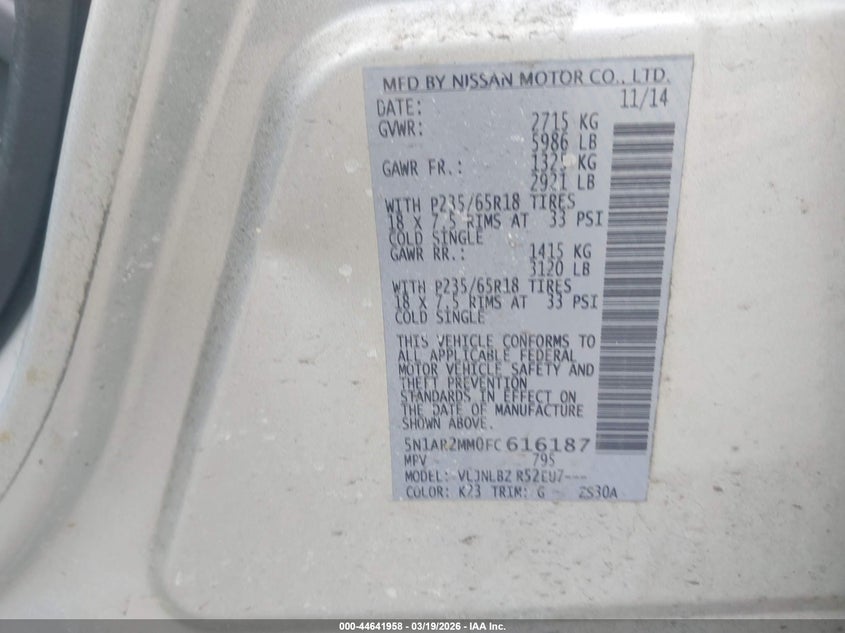 MFD BY NISSAN MOTOR CO., LTD.
DATE: 11/14
GVWR: 2715 KG
5986 LB
GAWR FR.: 1325 KG
2921 LB
WITH P235/65R18 TIRES
18 X 7.5 RIMS AT 33 PSI
COLD SINGLE
GAWR RR.: 1415 KG
3120 LB
WITH P235/65R18 TIRES
18 X 7.5 RIMS AT 33 PSI
COLD SINGLE
THIS VEHICLE CONFORMS TO
ALL APPLICABLE FEDERAL
MOTOR VEHICLE SAFETY AND
THEFT PREVENTION
STANDARDS IN EFFECT ON
THE DATE OF MANUFACTURE
SHOWN ABOVE.
5N1AR2MM0FC616187
MPV 795
MODEL:
COLOR: K23 TRIM: G ZS30A
000-44641958 - 03/19/2026 - IAA Inc.